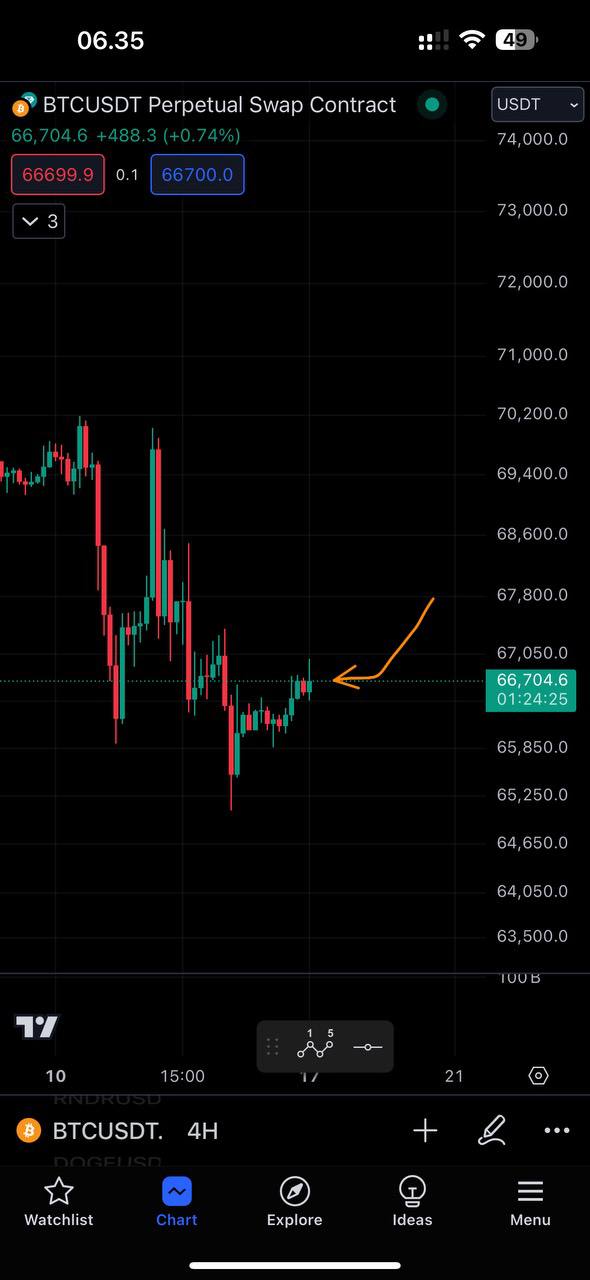 06.35
49
BTCUSDT Perpetual Swap Contract
USDT
66,704.6 +488.3 (+0.74%)
74,000.0
66699.9 0.1 66700.0
3
73,000.0
72,000.0
71,000.0
70,200.0
69,400.0
68,600.0
67,800.0
67,050.0
66,704.6
01:24:25
65,850.0
65,250.0
64,650.0
64,050.0
63,500.0
100B
1 5
10 15:00 17 21
RNDRUSD
BTCUSDT. 4H
DOGEUSD
Watchlist Chart Explore Ideas Menu